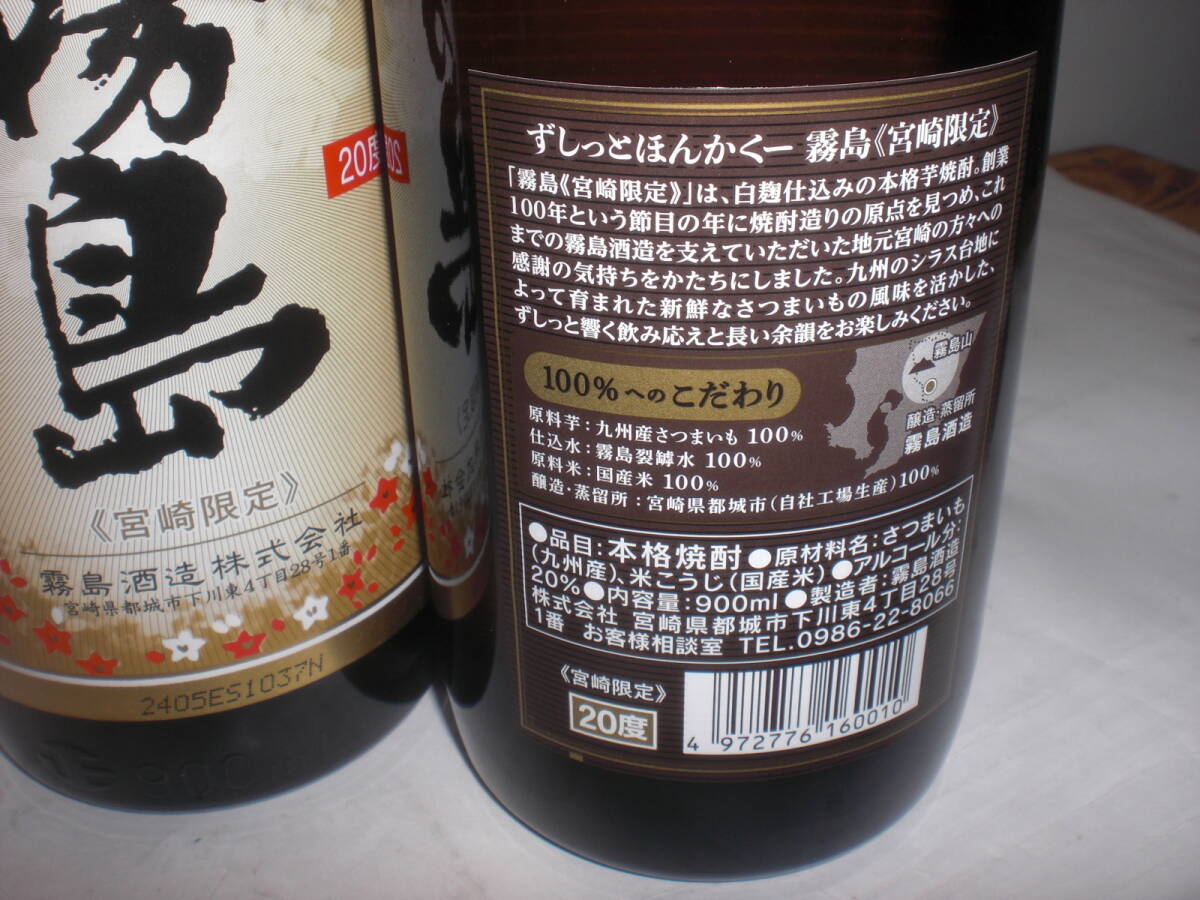 霧島
20度
《宮崎限定》
霧島酒造株式会社
宮崎県都城市下川東4丁目28号1番
2405ES1037N
ずしっとほんかくー 霧島《宮崎限定》
「霧島《宮崎限定》」は、白麹仕込みの本格芋焼酎。創業
100年という節目の年に焼酎造りの原点を見つめ、これ
までの霧島酒造を支えていただいた地元宮崎の方々への
感謝の気持ちをかたちにしました。九州のシラス台地に
よって育まれた新鮮なさつまいもの風味を活かした、
ずしっと響く飲み応えと長い余韻をお楽しみください。
100%へのこだわり
原料芋：九州産さつまいも 100%
仕込水：霧島裂罅水 100%
原料米：国産米 100%
醸造・蒸留所：宮崎県都城市（自社工場生産）100%
霧島山
醸造・蒸留所
霧島酒造
●品目：本格焼酎●原材料名：さつまいも
（九州産）、米こうじ（国産米）●アルコール分：
20%●内容量：900ml●製造者：霧島酒造
株式会社 宮崎県都城市下川東4丁目28号
1番 お客様相談室 TEL.0986-22-8066
《宮崎限定》
20度
4 972776 160010